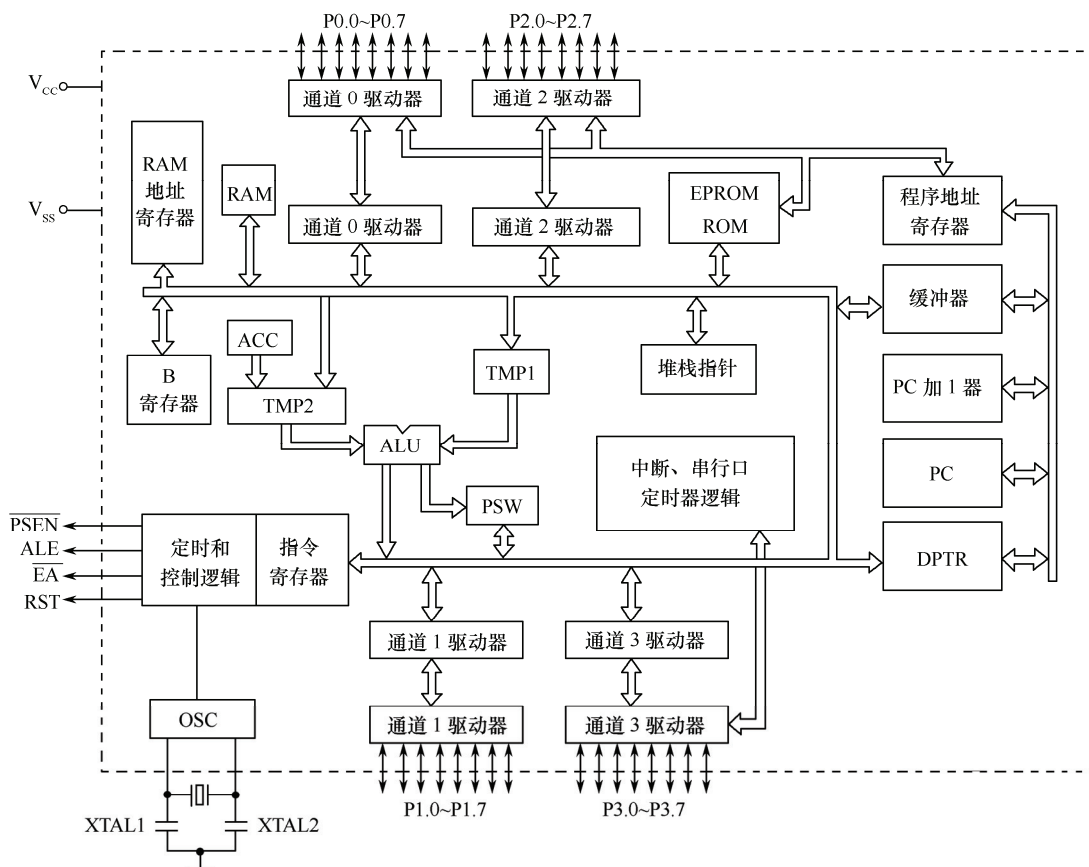 P0.0~P0.7
P2.0~P2.7
V_CC
通道 0 驱动器
通道 2 驱动器
RAM
地址
寄存器
RAM
EPROM
ROM
程序地址
寄存器
V_SS
通道 0 驱动器
通道 2 驱动器
缓冲器
ACC
B
寄存器
TMP2
TMP1
堆栈指针
PC 加 1 器
ALU
中断、串行口
定时器逻辑
PC
PSW
P̅S̅E̅N̅
ALE
E̅A̅
RST
定时和
控制逻辑
指令
寄存器
DPTR
通道 1 驱动器
通道 3 驱动器
OSC
通道 1 驱动器
通道 3 驱动器
P1.0~P1.7
P3.0~P3.7
XTAL1
XTAL2